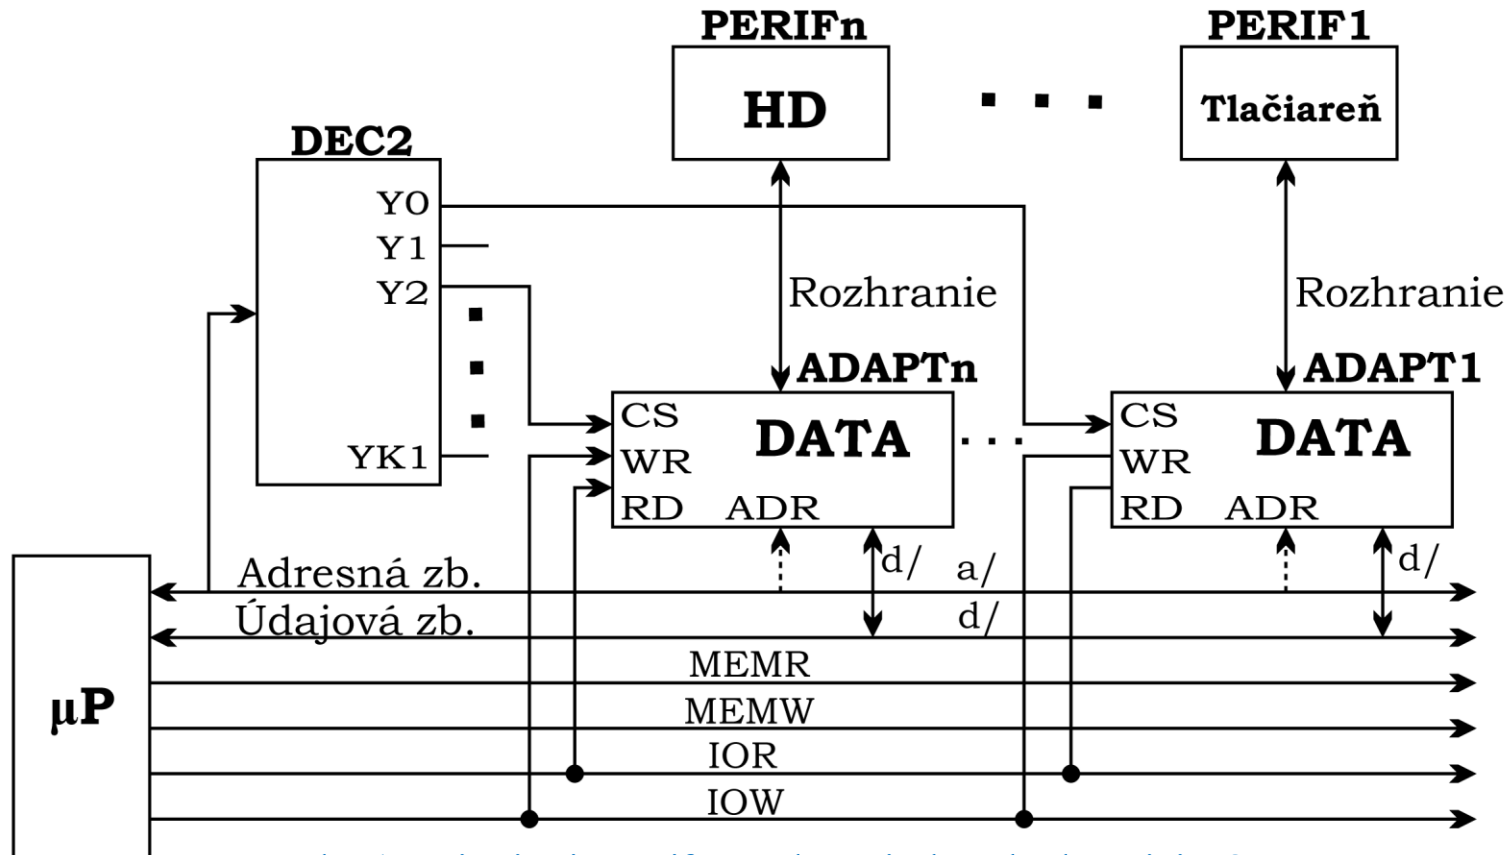 PERIFn
PERIF1
HD
Tlačiareň
DEC2
Y0
Y1
Y2
YK1
Rozhranie
Rozhranie
ADAPTn
ADAPT1
CS
WR
RD
DATA
ADR
CS
WR
RD
DATA
ADR
d/
d/
Adresná zb.
a/
Údajová zb.
d/
MEMR
MEMW
IOR
IOW
µP